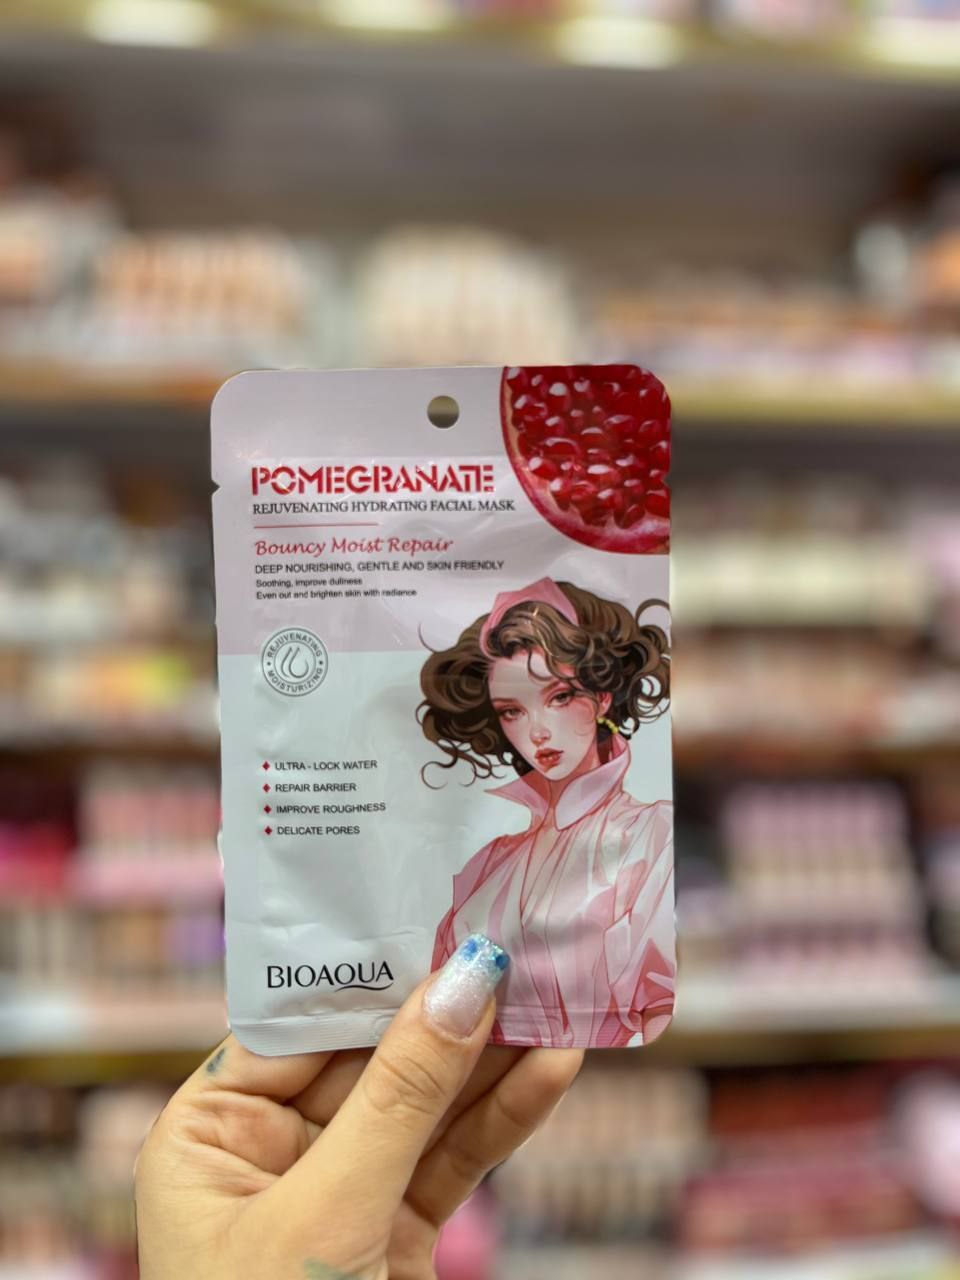 POMEGRANATE
REJUVENATING HYDRATING FACIAL MASK
Bouncy Moist Repair
DEEP NOURISHING, GENTLE AND SKIN FRIENDLY
Soothing, improve dullness
Even out and brighten skin with radiance
REJUVENATING
MOISTURIZING
ULTRA - LOCK WATER
REPAIR BARRIER
IMPROVE ROUGHNESS
DELICATE PORES
BIOAQUA